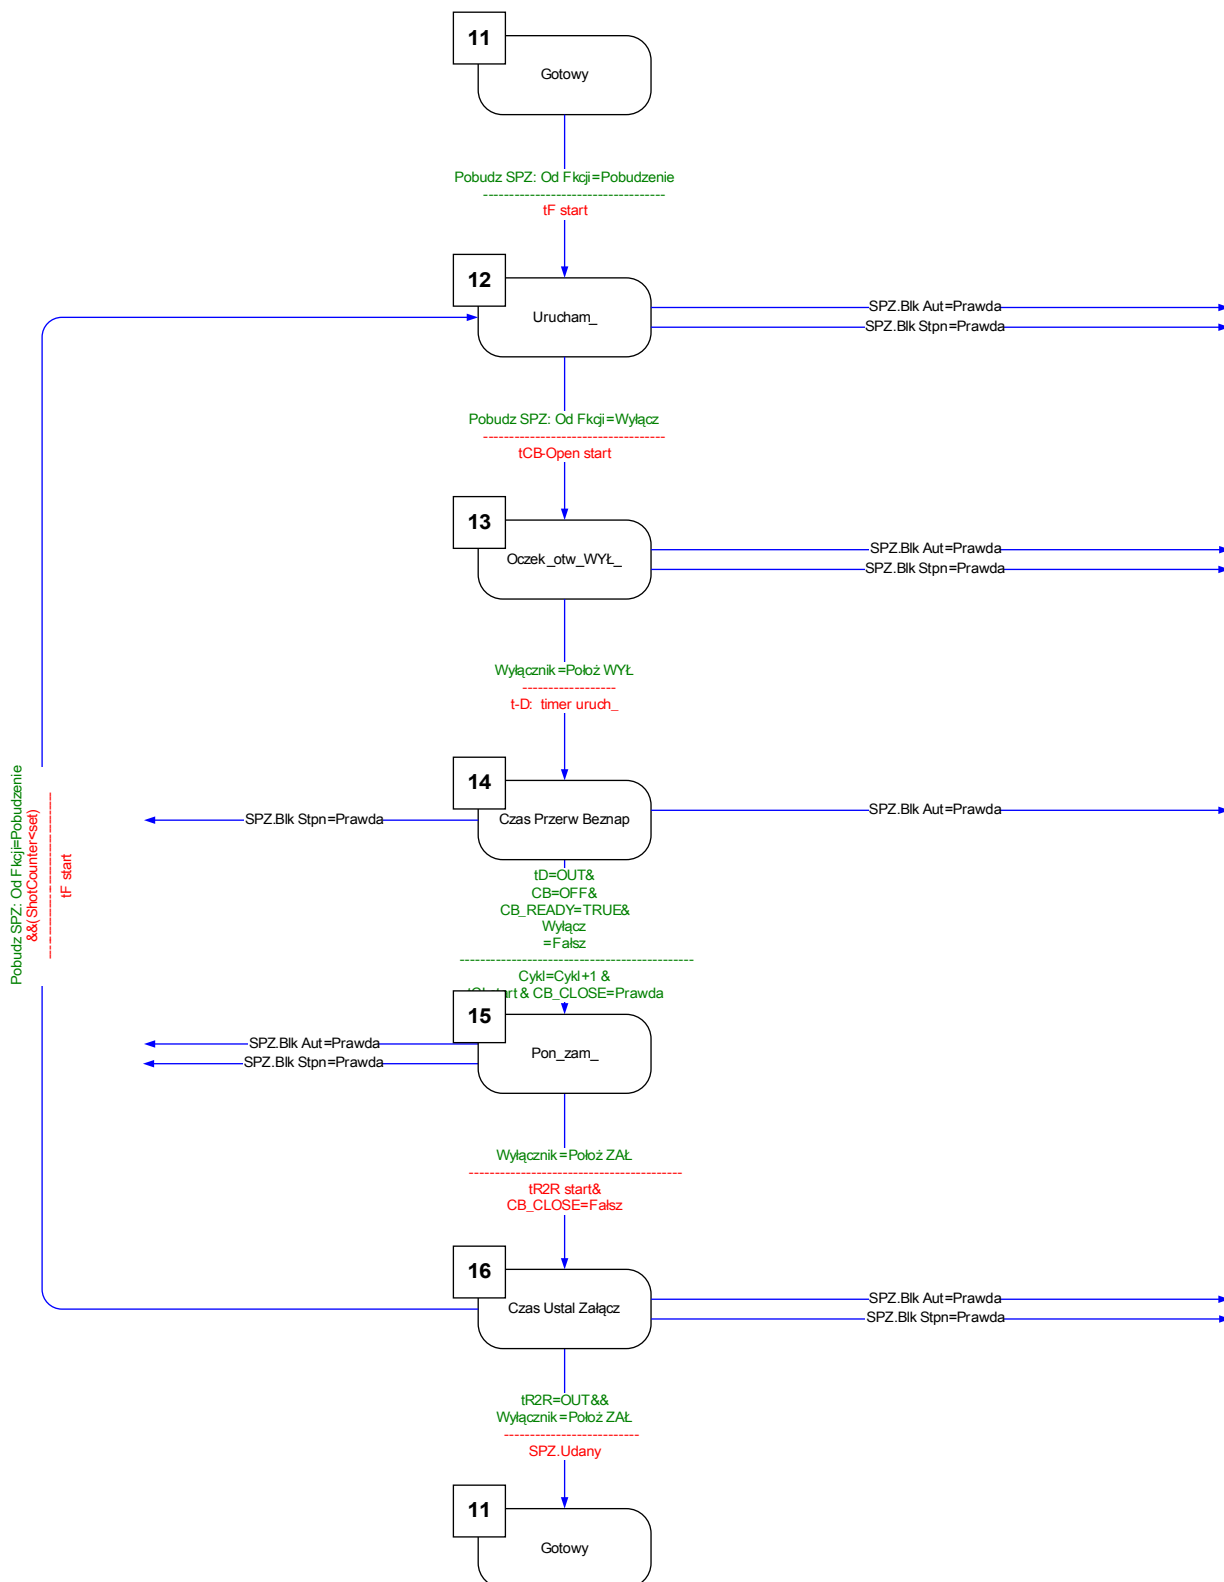 11
Gotowy
Pobudz SPZ: Od Fkcji=Pobudzenie
-----------------------------------
tF start
12
Urucham_
SPZ.Blk Aut=Prawda
SPZ.Blk Stpn=Prawda
Pobudz SPZ: Od Fkcji=Wyłącz
-----------------------------------
tCB-Open start
13
Oczek_otw_WYŁ_
SPZ.Blk Aut=Prawda
SPZ.Blk Stpn=Prawda
Wyłącznik=Położ WYŁ
------------------
t-D: timer uruch_
Pobudz SPZ: Od Fkcji=Pobudzenie
&&(ShotCounter<set)
--------------------------------
tF start
14
Czas Przerw Beznap
SPZ.Blk Stpn=Prawda
SPZ.Blk Aut=Prawda
tD=OUT&
CB=OFF&
CB_READY=TRUE&
Wyłącz
=Fałsz
---------------------------------------------
Cykl=Cykl+1 &
start & CB_CLOSE=Prawda
15
Pon_zam_
SPZ.Blk Aut=Prawda
SPZ.Blk Stpn=Prawda
Wyłącznik=Położ ZAŁ
-----------------------------------------
tR2R start&
CB_CLOSE=Fałsz
16
Czas Ustal Załącz
SPZ.Blk Aut=Prawda
SPZ.Blk Stpn=Prawda
tR2R=OUT&&
Wyłącznik=Położ ZAŁ
--------------------------
SPZ.Udany
11
Gotowy